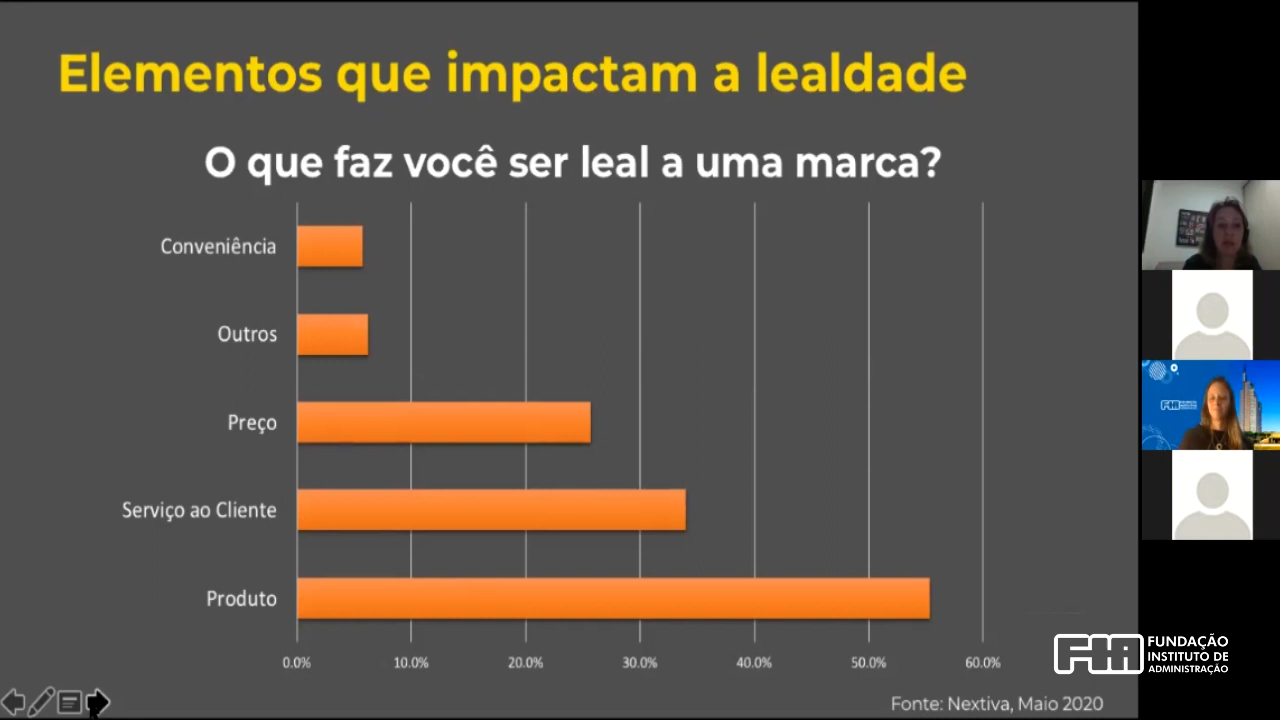 Elementos que impactam a lealdade
O que faz você ser leal a uma marca?
Conveniência
Outros
Preço
Serviço ao Cliente
Produto
0.0% 10.0% 20.0% 30.0% 40.0% 50.0% 60.0%
FIA FUNDAÇÃO
INSTITUTO DE
ADMINISTRAÇÃO
Fonte: Nextiva, Maio 2020
FIA